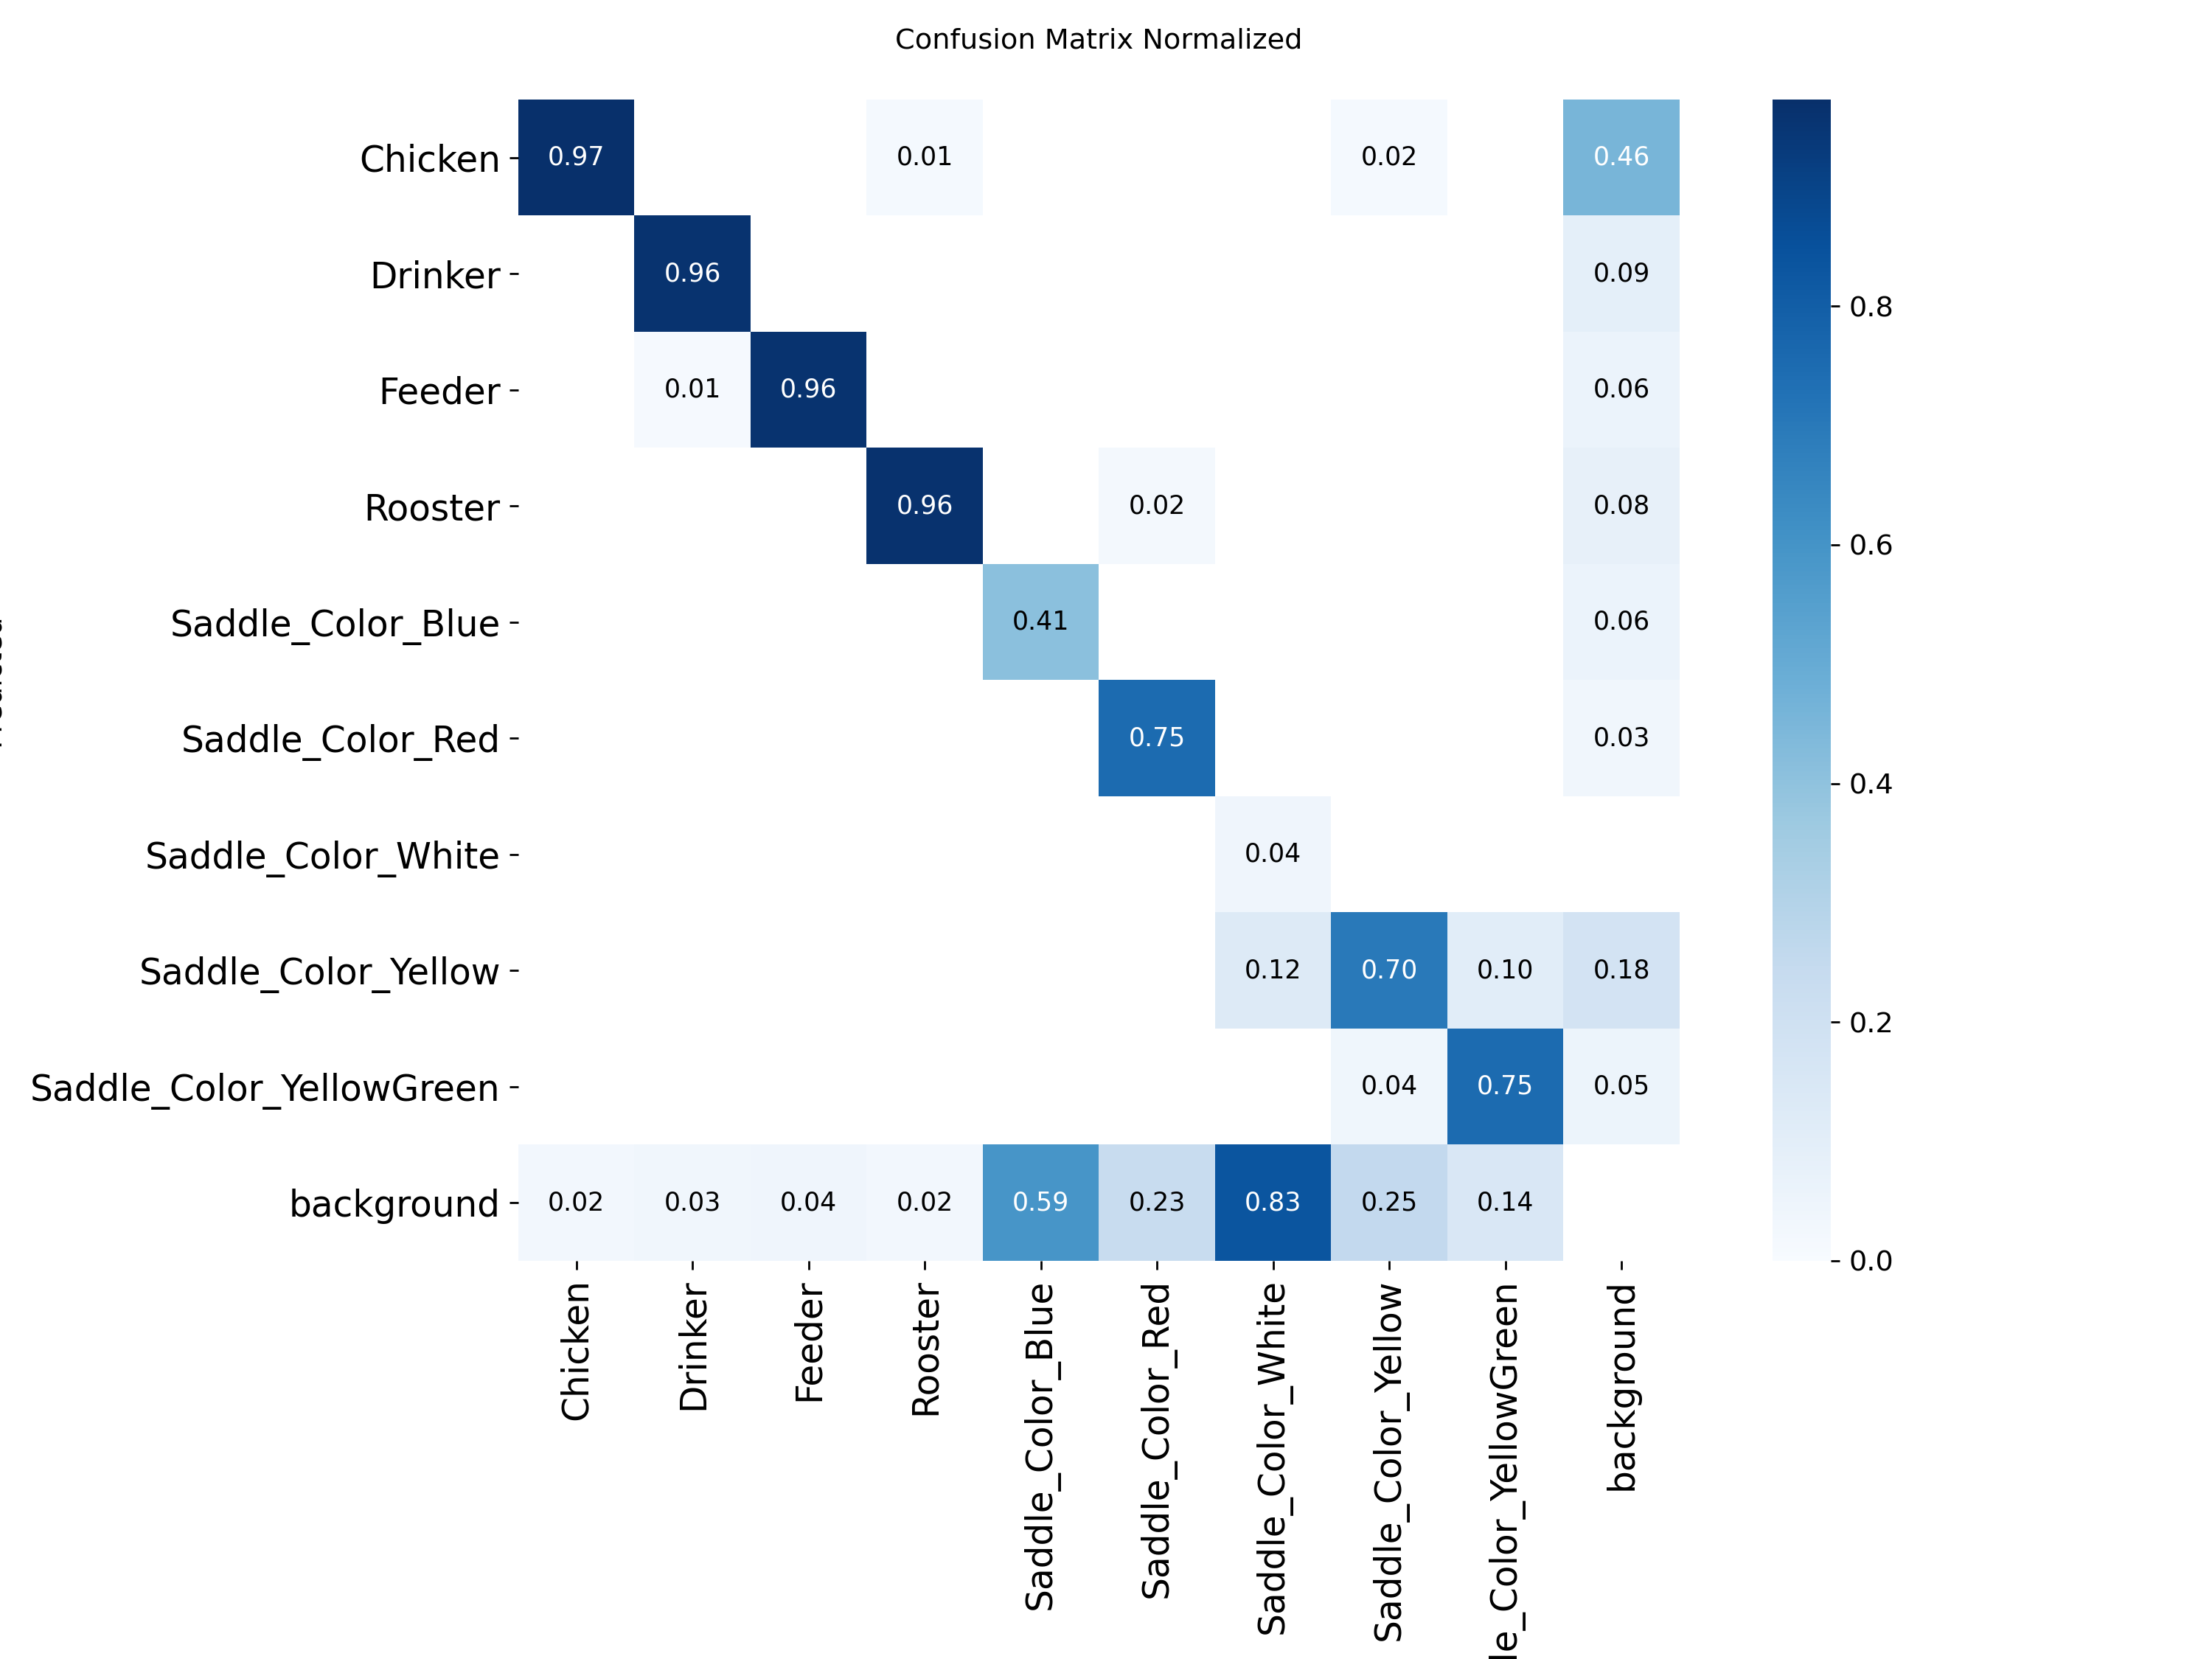 Confusion Matrix Normalized
Chicken 0.97 0.01 0.02 0.46
Drinker 0.96 0.09
Feeder 0.01 0.96 0.06
Rooster 0.96 0.02 0.08
Saddle_Color_Blue 0.41 0.06
Saddle_Color_Red 0.75 0.03
Saddle_Color_White 0.04
Saddle_Color_Yellow 0.12 0.70 0.10 0.18
Saddle_Color_YellowGreen 0.04 0.75 0.05
background 0.02 0.03 0.04 0.02 0.59 0.23 0.83 0.25 0.14
Chicken
Drinker
Feeder
Rooster
Saddle_Color_Blue
Saddle_Color_Red
Saddle_Color_White
Saddle_Color_Yellow
le_Color_YellowGreen
background
0.8
0.6
0.4
0.2
0.0